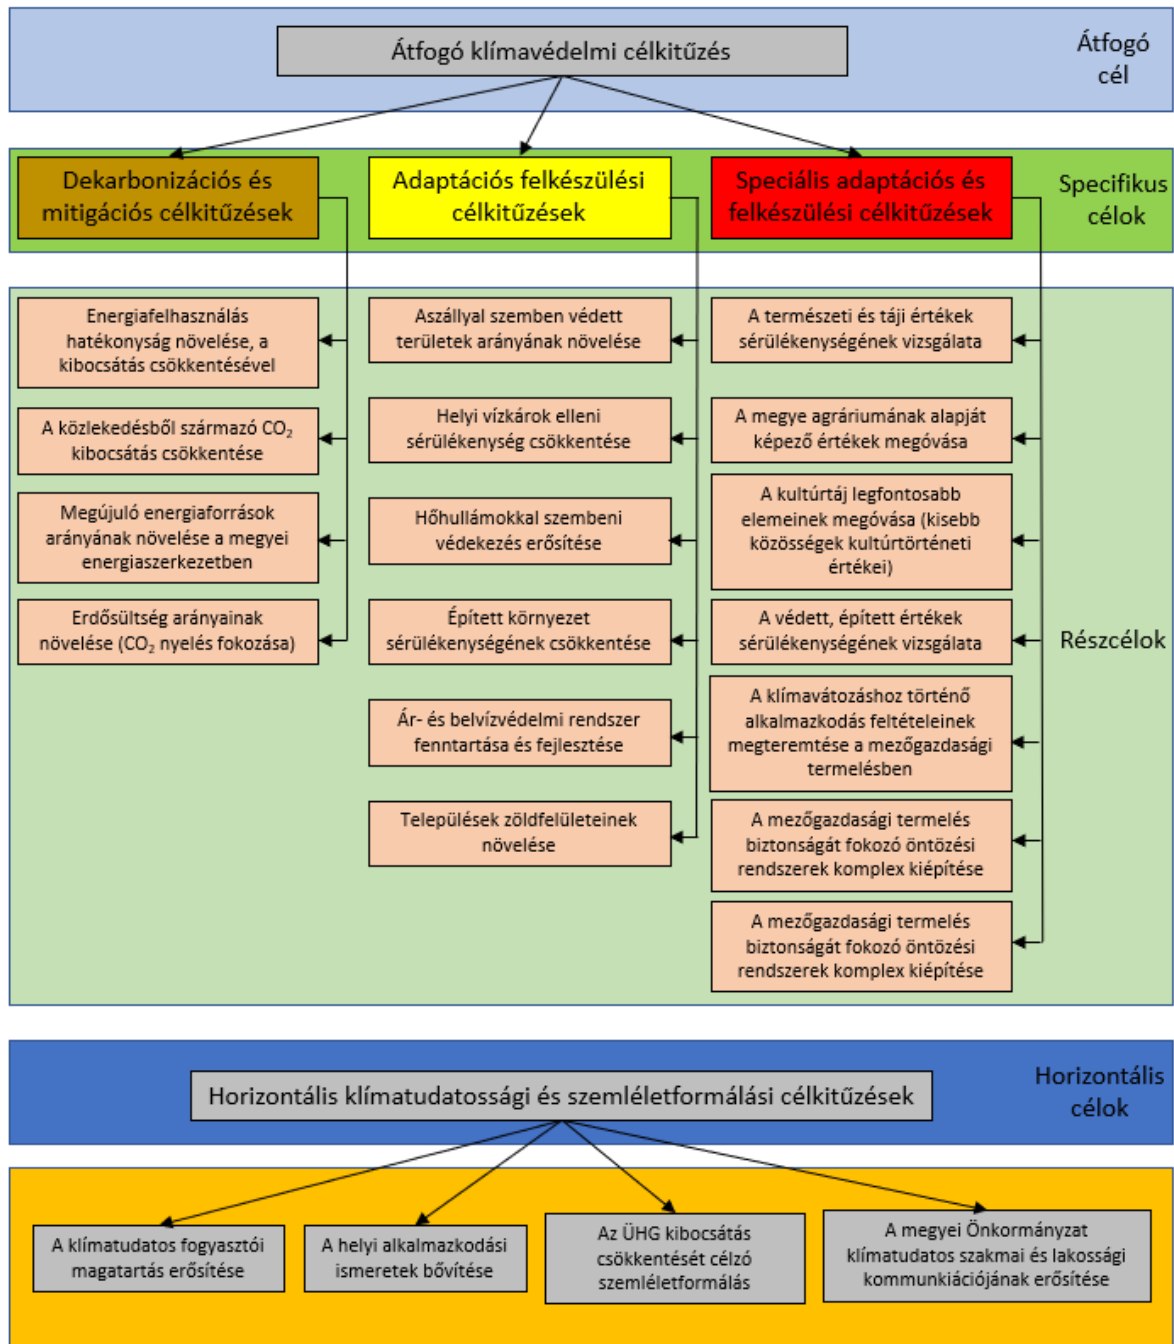 Átfogó klímavédelmi célkitűzés
Átfogó
cél
Dekarbonizációs és
mitigációs célkitűzések
Adaptációs felkészülési
célkitűzések
Speciális adaptációs és
felkészülési célkitűzések
Specifikus
célok
Energiafelhasználás
hatékonyság növelése, a
kibocsátás csökkentésével
A közlekedésből származó CO₂
kibocsátás csökkentése
Megújuló energiaforrások
arányának növelése a megyei
energiaszerkezetben
Erdősültség arányainak
növelése (CO₂ nyelés fokozása)
Aszállyal szemben védett
területek arányának növelése
Helyi vízkárok elleni
sérülékenység csökkentése
Hőhullámokkal szembeni
védekezés erősítése
Épített környezet
sérülékenységének csökkentése
Ár- és belvízvédelmi rendszer
fenntartása és fejlesztése
Települések zöldfelületeinek
növelése
A természeti és táji értékek
sérülékenységének vizsgálata
A megye agráriumának alapját
képező értékek megóvása
A kultúrtáj legfontosabb
elemeinek megóvása (kisebb
közösségek kultúrtörténeti
értékei)
A védett, épített értékek
sérülékenységének vizsgálata
A klímavátozáshoz történő
alkalmazkodás feltételeinek
megteremtése a mezőgazdasági
termelésben
A mezőgazdasági termelés
biztonságát fokozó öntözési
rendszerek komplex kiépítése
A mezőgazdasági termelés
biztonságát fokozó öntözési
rendszerek komplex kiépítése
Részcélok
Horizontális klímatudatossági és szemléletformálási célkitűzések
Horizontális
célok
A klímatudatos fogyasztói
magatartás erősítése
A helyi alkalmazkodási
ismeretek bővítése
Az ÜHG kibocsátás
csökkentését célzó
szemléletformálás
A megyei Önkormányzat
klímatudatos szakmai és lakossági
kommunkiációjának erősítése